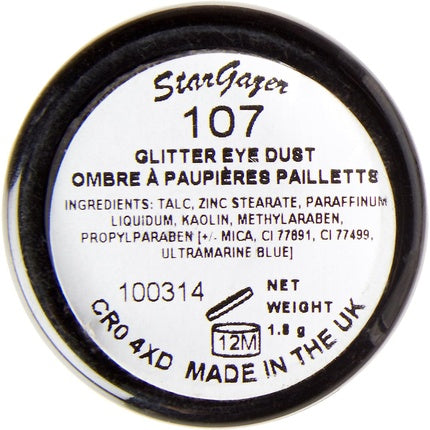 StarGazer
107
GLITTER EYE DUST
OMBRE À PAUPIÈRES PAILLETTS
INGREDIENTS: TALC, ZINC STEARATE, PARAFFINUM
LIQUIDUM, KAOLIN, METHYLARABEN,
PROPYLPARABEN [+/- MICA, CI 77891, CI 77499,
ULTRAMARINE BLUE]
100314
NET
WEIGHT
1.8 g
12M
CR0 4XD MADE IN THE UK